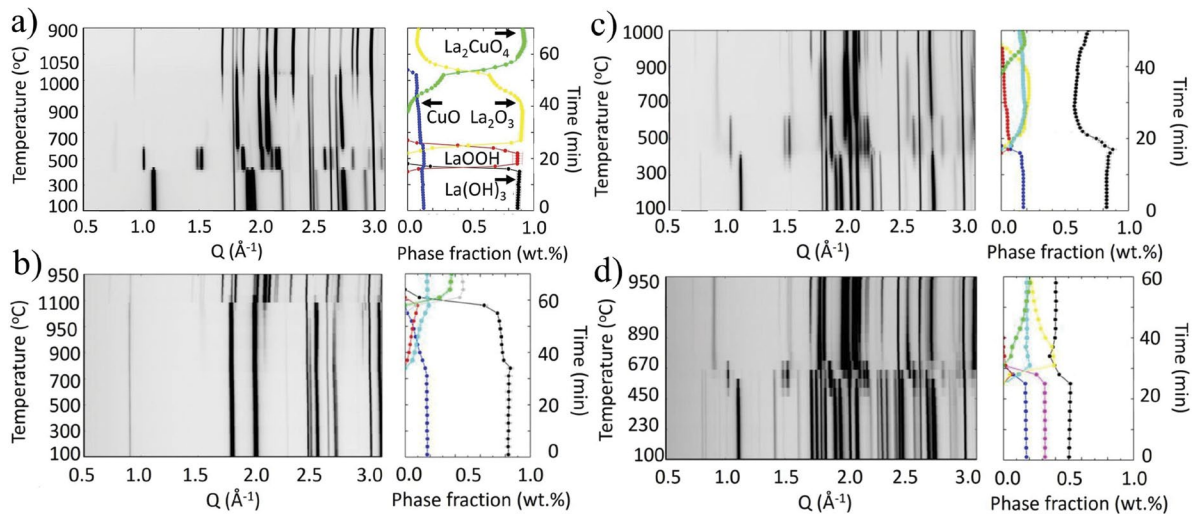 a)
Temperature (°C)
900
1050
1000
900
700
500
300
100
0.5 1.0 1.5 2.0 2.5 3.0
Q (Å-1)
La2CuO4
CuO La2O3
LaOOH
La(OH)3
60
40
20
0
Time (min)
0.0 0.5 1.0
Phase fraction (wt.%)
b)
Temperature (°C)
950
1100
950
900
700
500
300
100
0.5 1.0 1.5 2.0 2.5 3.0
Q (Å-1)
60
40
20
0
Time (min)
0.0 0.5 1.0
Phase fraction (wt.%)
c)
Temperature (°C)
1000
900
700
500
300
100
0.5 1.0 1.5 2.0 2.5 3.0
Q (Å-1)
40
20
0
Time (min)
0.0 0.5 1.0
Phase fraction (wt.%)
d)
Temperature (°C)
950
890
670
450
230
100
0.5 1.0 1.5 2.0 2.5 3.0
Q (Å-1)
60
40
20
0
Time (min)
0.0 0.5 1.0
Phase fraction (wt.%)